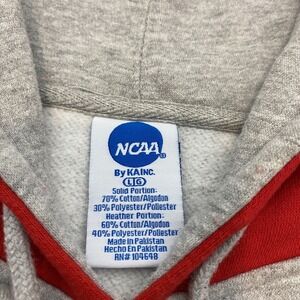 NCAA®
By KA INC.
L G
Solid Portion:
70% Cotton/Algodon
30% Polyester/Poliester
Heather Portion:
60% Cotton/Algodon
40% Polyester/Poliester
Made in Pakistan
Hecho En Pakistan
RN# 104648